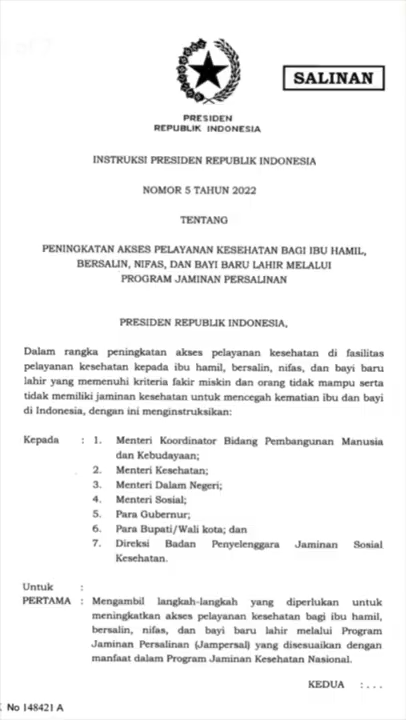 SALINAN
PRESIDEN
REPUBLIK INDONESIA
INSTRUKSI PRESIDEN REPUBLIK INDONESIA
NOMOR 5 TAHUN 2022
TENTANG
PENINGKATAN AKSES PELAYANAN KESEHATAN BAGI IBU HAMIL,
BERSALIN, NIFAS, DAN BAYI BARU LAHIR MELALUI
PROGRAM JAMINAN PERSALINAN
PRESIDEN REPUBLIK INDONESIA,
Dalam rangka peningkatan akses pelayanan kesehatan di fasilitas
pelayanan kesehatan kepada ibu hamil, bersalin, nifas, dan bayi baru
lahir yang memenuhi kriteria fakir miskin dan orang tidak mampu serta
tidak memiliki jaminan kesehatan untuk mencegah kematian ibu dan bayi
di Indonesia, dengan ini menginstruksikan:
Kepada : 1. Menteri Koordinator Bidang Pembangunan Manusia
dan Kebudayaan;
2. Menteri Kesehatan;
3. Menteri Dalam Negeri;
4. Menteri Sosial;
5. Para Gubernur;
6. Para Bupati/Wali kota; dan
7. Direksi Badan Penyelenggara Jaminan Sosial
Kesehatan.
Untuk :
PERTAMA : Mengambil langkah-langkah yang diperlukan untuk
meningkatkan akses pelayanan kesehatan bagi ibu hamil,
bersalin, nifas, dan bayi baru lahir melalui Program
Jaminan Persalinan (Jampersal) yang disesuaikan dengan
manfaat dalam Program Jaminan Kesehatan Nasional.
KEDUA : . . .
No 148421 A